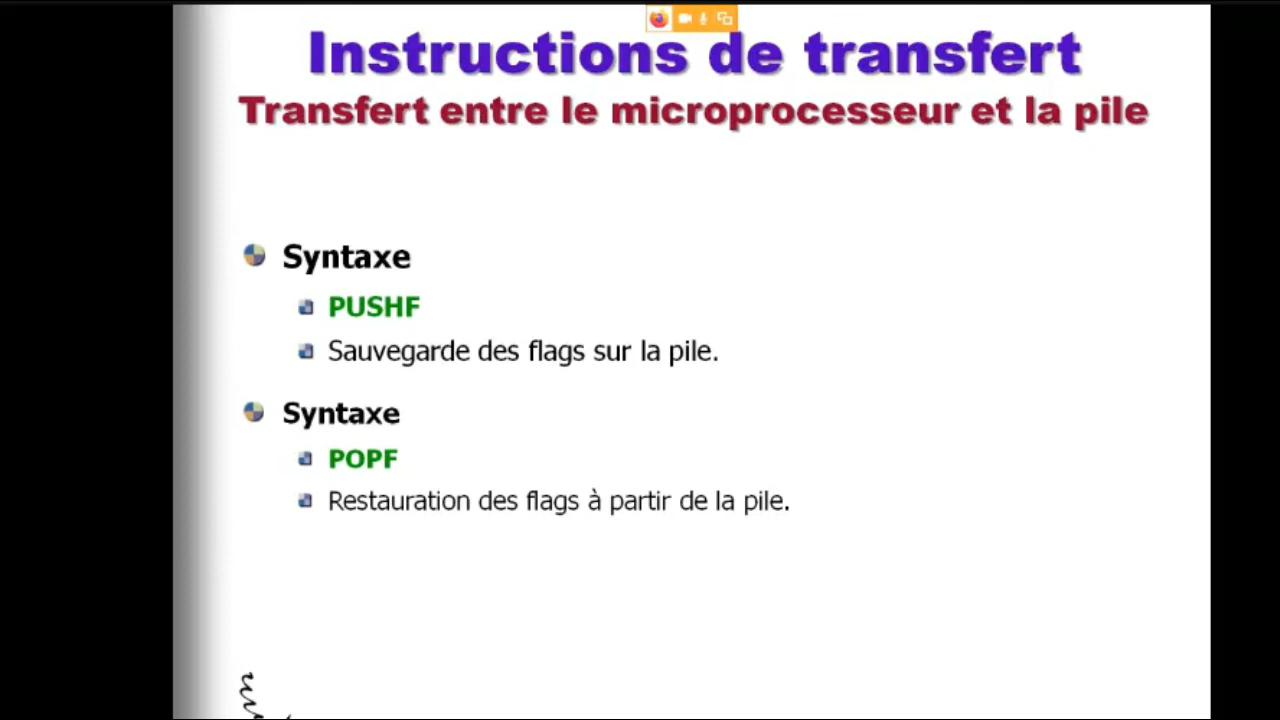 Instructions de transfert
Transfert entre le microprocesseur et la pile
Syntaxe
PUSHF
Sauvegarde des flags sur la pile.
Syntaxe
POPF
Restauration des flags à partir de la pile.